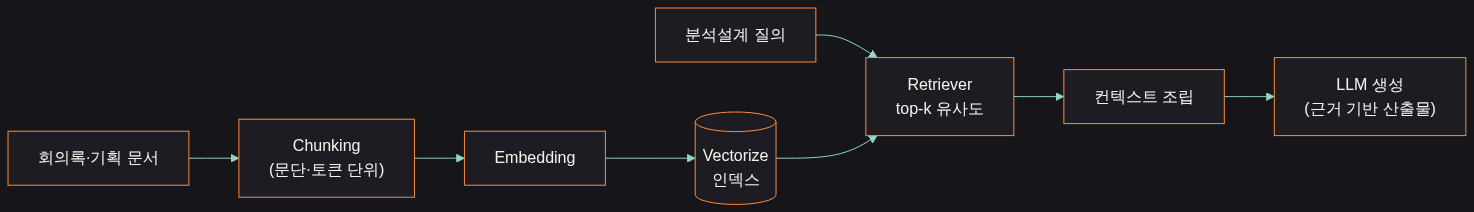 회의록·기획 문서
Chunking
(문단·토큰 단위)
Embedding
Vectorize
인덱스
분석설계 질의
Retriever
top-k 유사도
컨텍스트 조립
LLM 생성
(근거 기반 산출물)